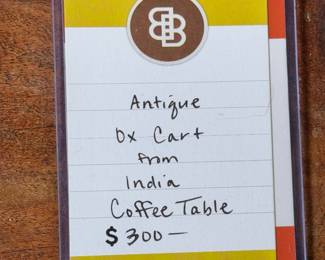 Antique
Ox Cart
from
India
Coffee Table
$300—